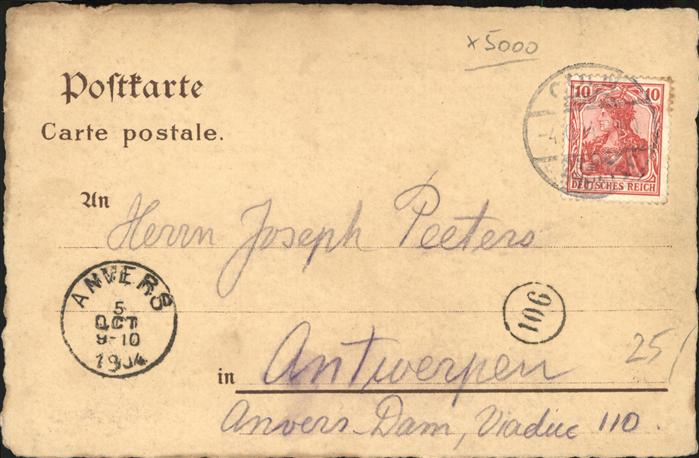 x 5000
Postkarte
Carte postale.
10 10
DEUTSCHES REICH
An Herrn Joseph Peeters
ANVERS
5
OCT
9-10
1904
106
25/
in Antwerpen
Anvers-Dam, Viaduc 110.